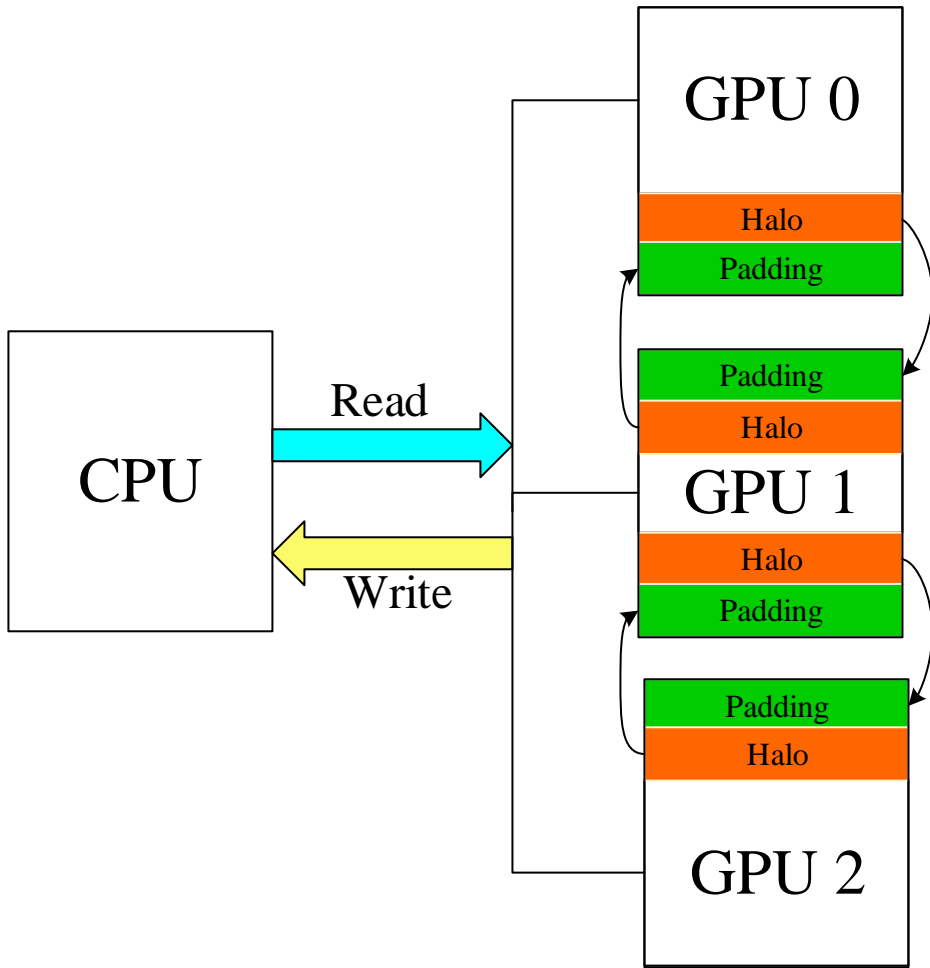 GPU 0
Halo
Padding
Padding
Halo
GPU 1
Halo
Padding
Padding
Halo
GPU 2
CPU
Read
Write